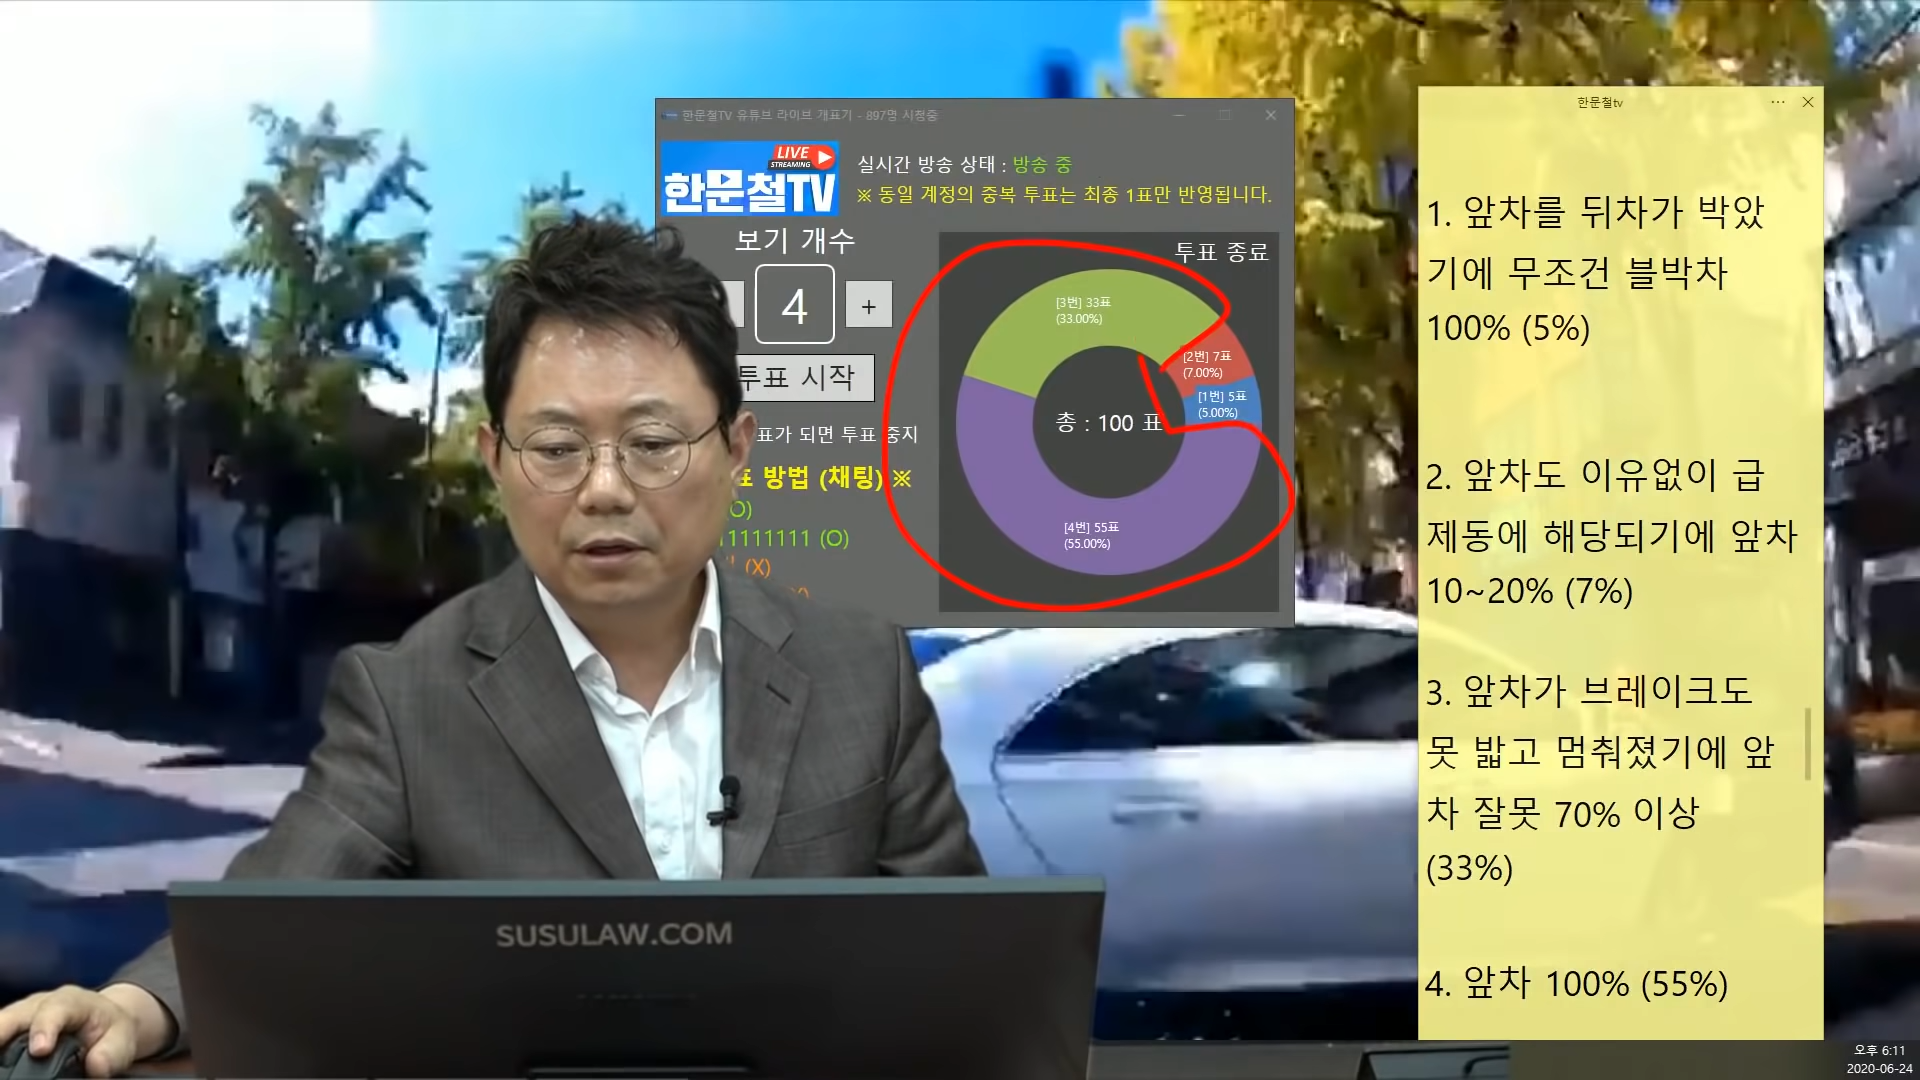 한문철TV 유튜브 라이브 개표기 - 897명 시청중
LIVE
STREAMING
한문철TV
실시간 방송 상태 : 방송 중
※ 동일 계정의 중복 투표는 최종 1표만 반영됩니다.
보기 개수
4
+
투표 시작
표가 되면 투표 중지
표 방법 (채팅) ※
(O)
11111111 (O)
(X)
투표 종료
[3번] 33표
(33.00%)
[2번] 7표
(7.00%)
[1번] 5표
(5.00%)
총 : 100 표
[4번] 55표
(55.00%)
한문철tv
1. 앞차를 뒤차가 박았
기에 무조건 블박차
100% (5%)
2. 앞차도 이유없이 급
제동에 해당되기에 앞차
10~20% (7%)
3. 앞차가 브레이크도
못 밟고 멈춰졌기에 앞
차 잘못 70% 이상
(33%)
4. 앞차 100% (55%)
SUSULAW.COM
오후 6:11
2020-06-24